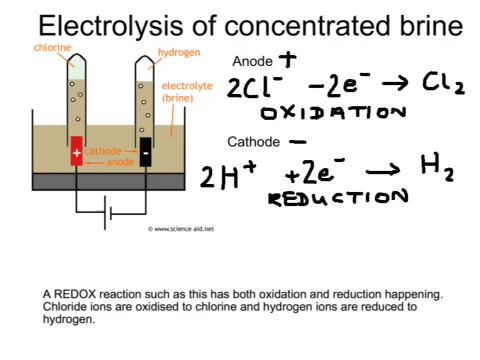 Electrolysis of concentrated brine
chlorine
hydrogen
electrolyte
(brine)
+
-
cathode
anode
© www.science aid.net
Anode +
2Cl⁻ -2e⁻ → Cl₂
OXIDATION
Cathode -
2H⁺ +2e⁻ → H₂
REDUCTION
A REDOX reaction such as this has both oxidation and reduction happening.
Chloride ions are oxidised to chlorine and hydrogen ions are reduced to
hydrogen.